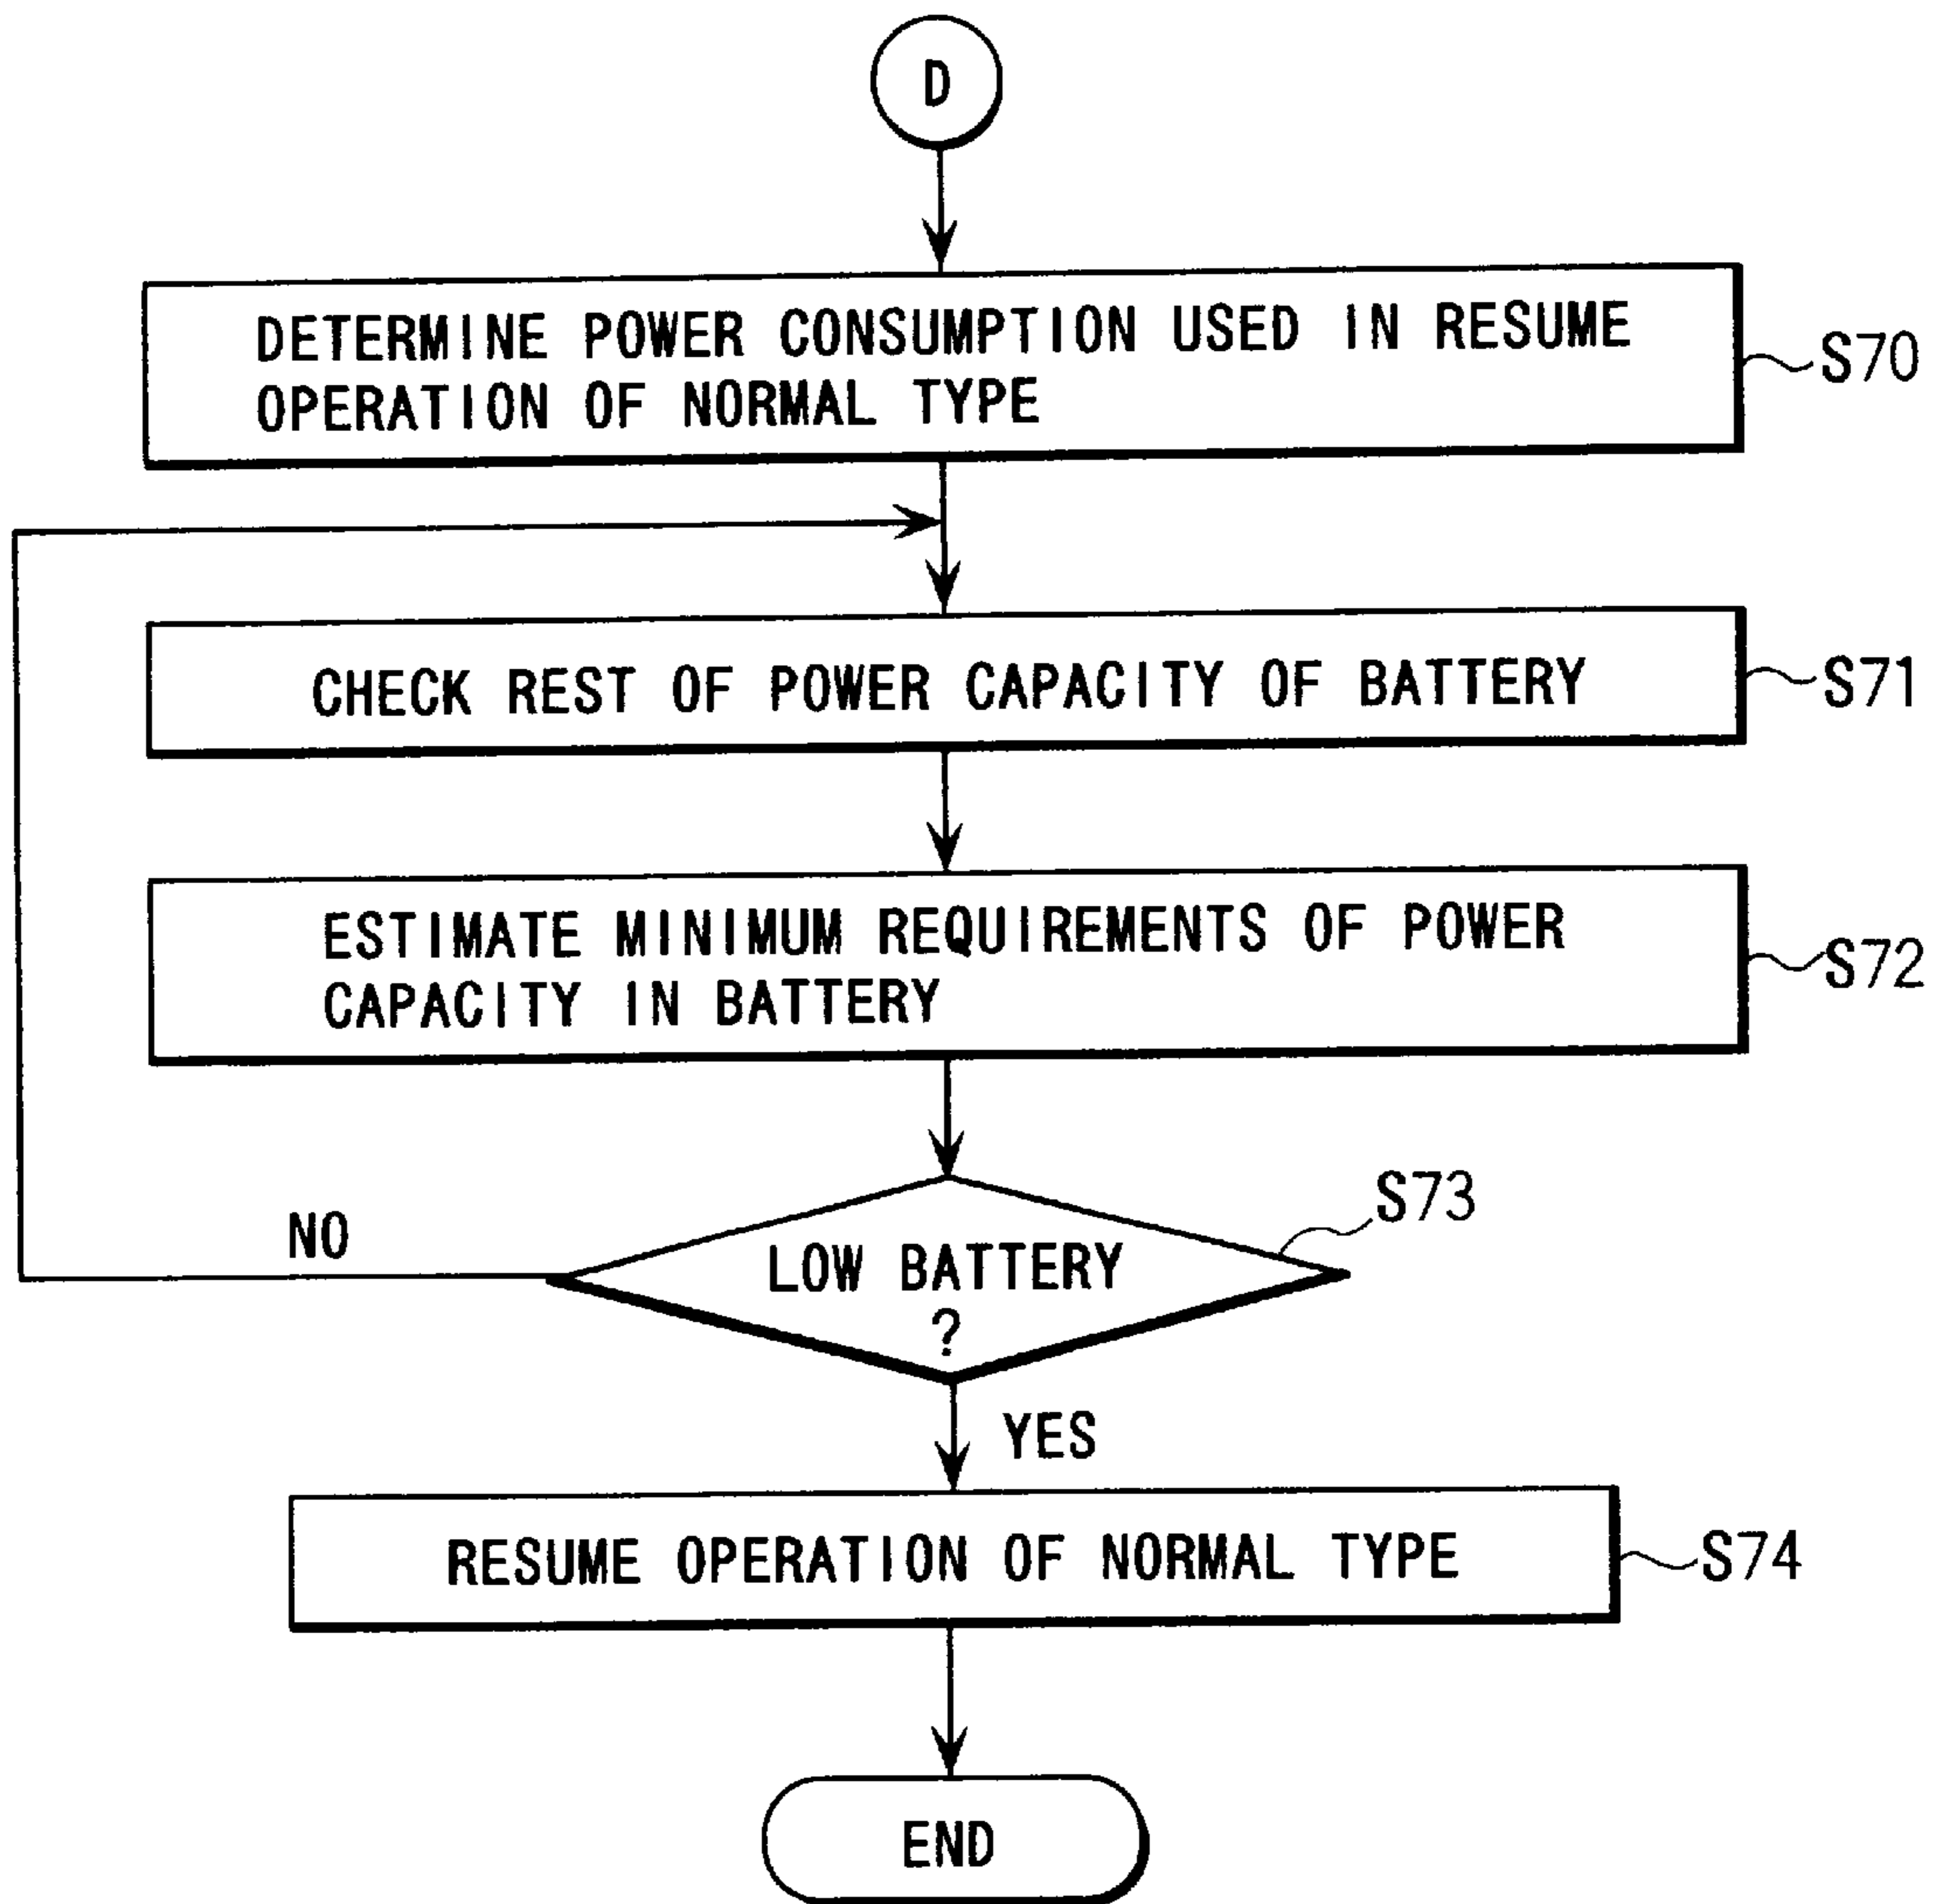 D
DETERMINE POWER CONSUMPTION USED IN RESUME
OPERATION OF NORMAL TYPE
S70
CHECK REST OF POWER CAPACITY OF BATTERY
S71
ESTIMATE MINIMUM REQUIREMENTS OF POWER
CAPACITY IN BATTERY
S72
S73
NO
LOW BATTERY
?
YES
RESUME OPERATION OF NORMAL TYPE
S74
END